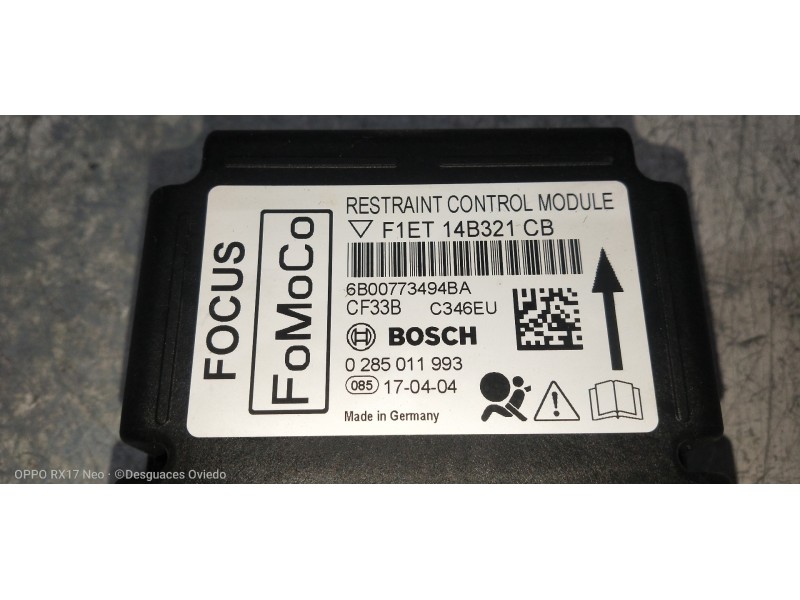 FOCUS
FoMoCo
RESTRAINT CONTROL MODULE
F1ET 14B321 CB
6B00773494BA
CF33B C346EU
BOSCH
0 285 011 993
085 17-04-04
Made in Germany
OPPO RX17 Neo · ©Desguaces Oviedo